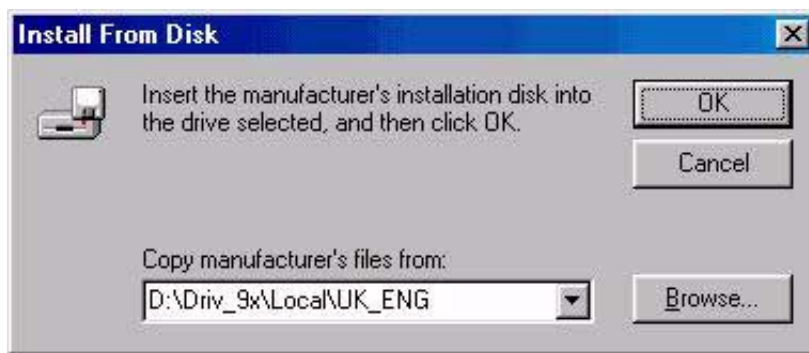 Install From Disk
Insert the manufacturer's installation disk into
the drive selected, and then click OK.
OK
Cancel
Copy manufacturer's files from:
D:\Driv_9x\Local\UK_ENG
Browse...